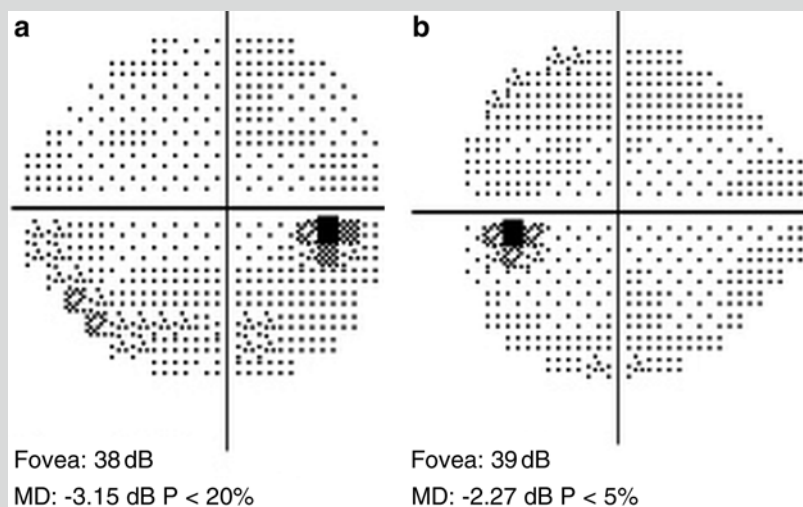 a
b
Fovea: 38 dB
MD: -3.15 dB P < 20%
Fovea: 39 dB
MD: -2.27 dB P < 5%